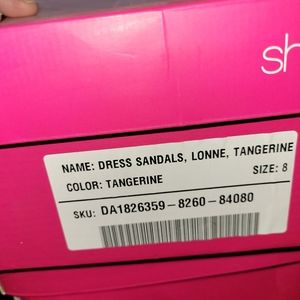 sh
NAME: DRESS SANDALS, LONNE, TANGERINE
COLOR: TANGERINE SIZE: 8
SKU: DA1826359-8260-84080